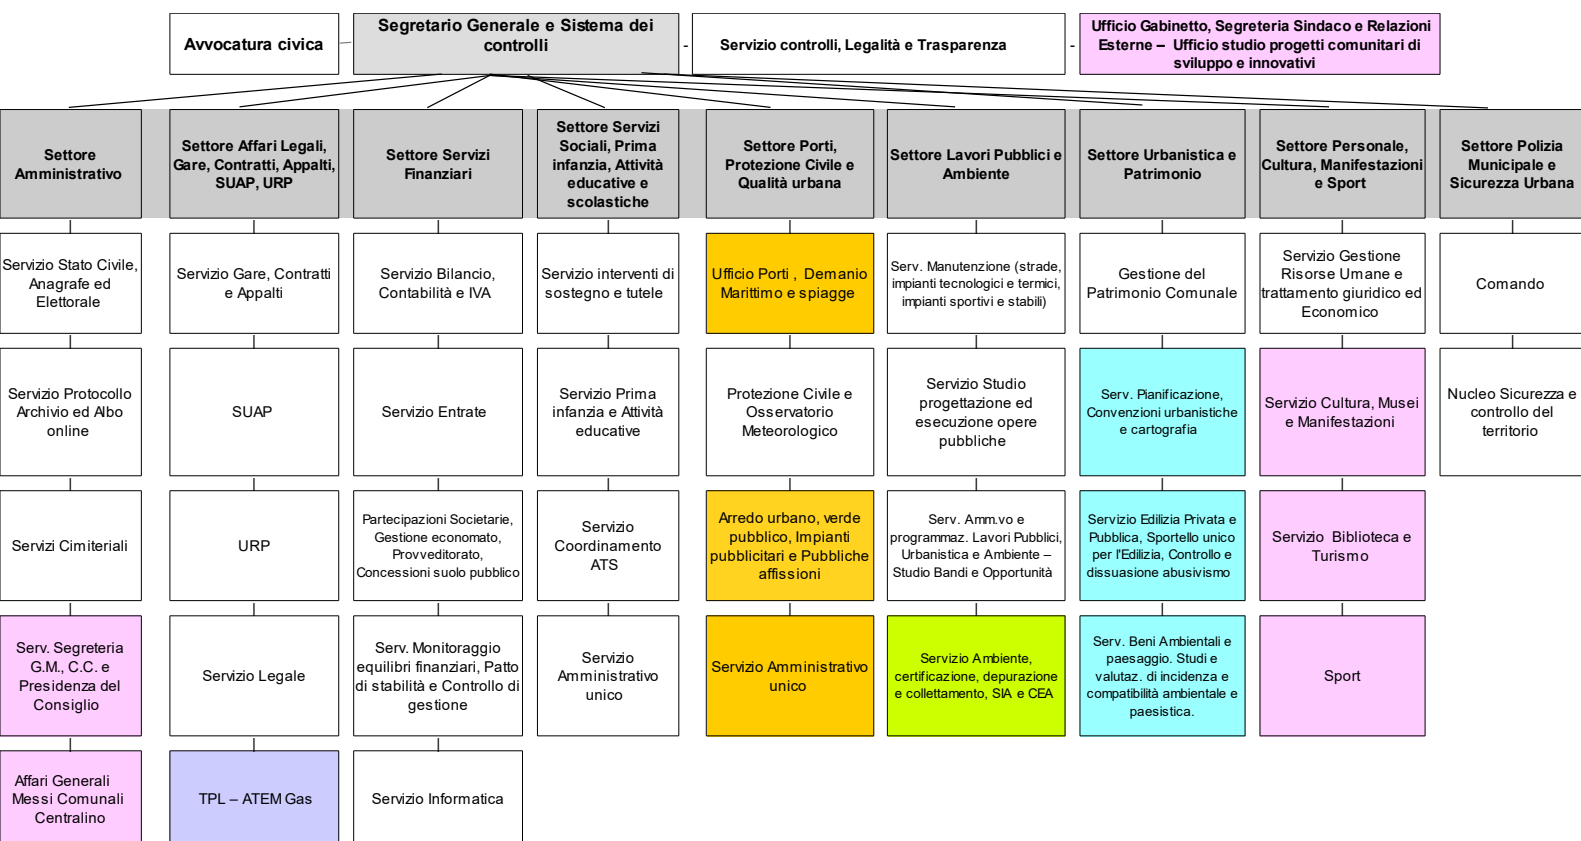 Avvocatura civica
Segretario Generale e Sistema dei
controlli
-
Servizio controlli, Legalità e Trasparenza
-
Ufficio Gabinetto, Segreteria Sindaco e Relazioni
Esterne – Ufficio studio progetti comunitari di
sviluppo e innovativi
Settore
Amministrativo
Settore Affari Legali,
Gare, Contratti, Appalti,
SUAP, URP
Settore Servizi
Finanziari
Settore Servizi
Sociali, Prima
infanzia, Attività
educative e
scolastiche
Settore Porti,
Protezione Civile e
Qualità urbana
Settore Lavori Pubblici e
Ambiente
Settore Urbanistica e
Patrimonio
Settore Personale,
Cultura, Manifestazioni
e Sport
Settore Polizia
Municipale e
Sicurezza Urbana
Servizio Stato Civile,
Anagrafe ed
Elettorale
Servizio Gare, Contratti
e Appalti
Servizio Bilancio,
Contabilità e IVA
Servizio interventi di
sostegno e tutele
Ufficio Porti , Demanio
Marittimo e spiagge
Serv. Manutenzione (strade,
impianti tecnologici e termici,
impianti sportivi e stabili)
Gestione del
Patrimonio Comunale
Servizio Gestione
Risorse Umane e
trattamento giuridico ed
Economico
Comando
Servizio Protocollo
Archivio ed Albo
online
SUAP
Servizio Entrate
Servizio Prima
infanzia e Attività
educative
Protezione Civile e
Osservatorio
Meteorologico
Servizio Studio
progettazione ed
esecuzione opere
pubbliche
Serv. Pianificazione,
Convenzioni urbanistiche
e cartografia
Servizio Cultura, Musei
e Manifestazioni
Nucleo Sicurezza e
controllo del
territorio
Servizi Cimiteriali
URP
Partecipazioni Societarie,
Gestione economato,
Provveditorato,
Concessioni suolo pubblico
Servizio
Coordinamento
ATS
Arredo urbano, verde
pubblico, Impianti
pubblicitari e Pubbliche
affissioni
Serv. Amm.vo e
programmaz. Lavori Pubblici,
Urbanistica e Ambiente –
Studio Bandi e Opportunità
Servizio Edilizia Privata e
Pubblica, Sportello unico
per l'Edilizia, Controllo e
dissuasione abusivismo
Servizio Biblioteca e
Turismo
Serv. Segreteria
G.M., C.C. e
Presidenza del
Consiglio
Servizio Legale
Serv. Monitoraggio
equilibri finanziari, Patto
di stabilità e Controllo di
gestione
Servizio
Amministrativo
unico
Servizio Amministrativo
unico
Servizio Ambiente,
certificazione, depurazione
e collettamento, SIA e CEA
Serv. Beni Ambientali e
paesaggio. Studi e
valutaz. di incidenza e
compatibilità ambientale e
paesistica.
Sport
Affari Generali
Messi Comunali
Centralino
TPL – ATEM Gas
Servizio Informatica